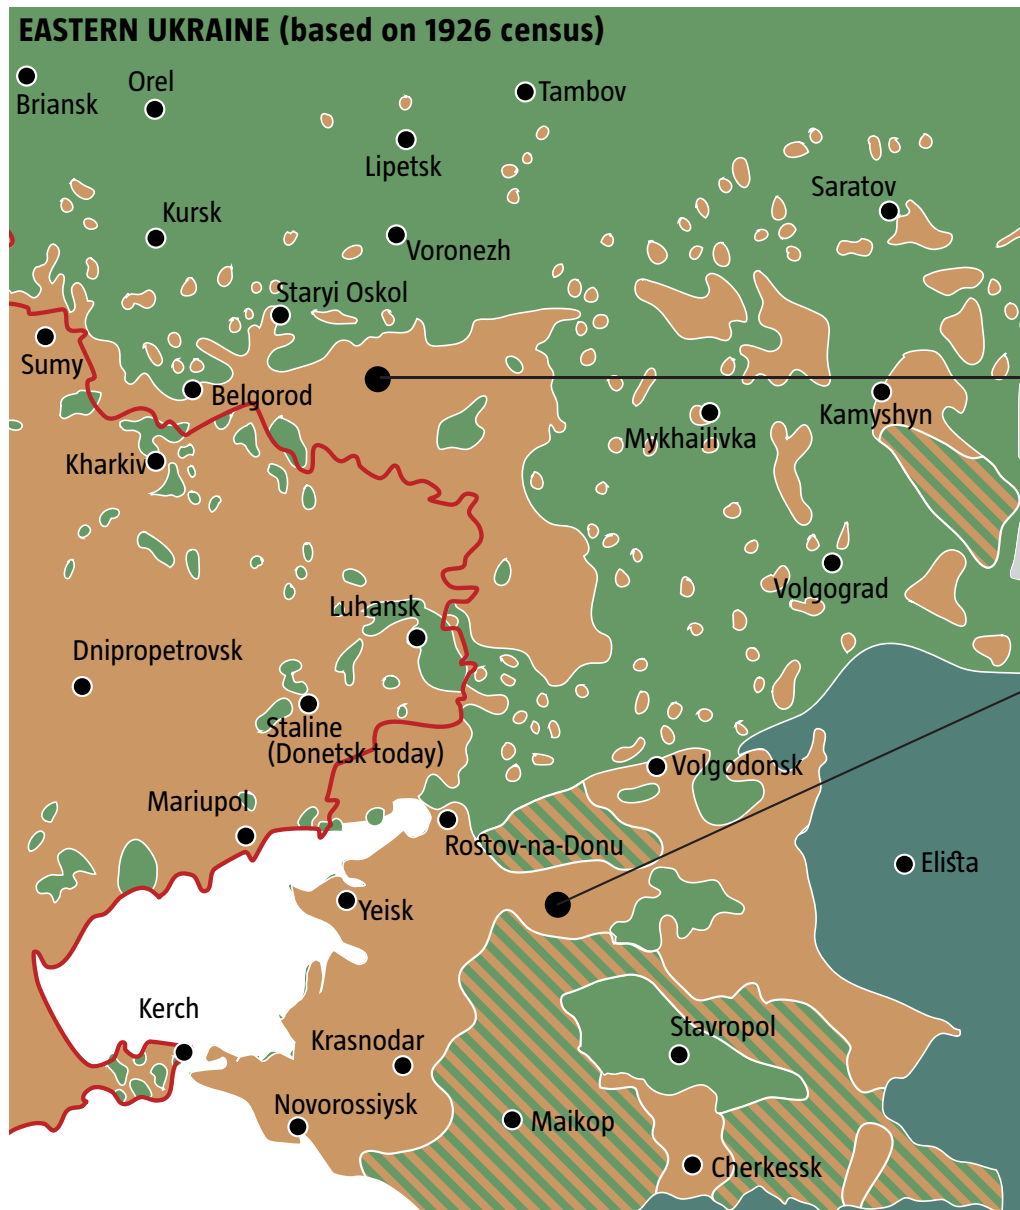 EASTERN UKRAINE (based on 1926 census)
Briansk
Orel
Tambov
Lipetsk
Saratov
Kursk
Voronezh
Staryi Oskol
Sumy
Belgorod
Kamyshyn
Mykhailivka
Kharkiv
Volgograd
Luhansk
Dnipropetrovsk
Staline
(Donetsk today)
Volgodonsk
Mariupol
Rostov-na-Donu
Elista
Yeisk
Kerch
Stavropol
Krasnodar
Novorossiysk
Maikop
Cherkessk